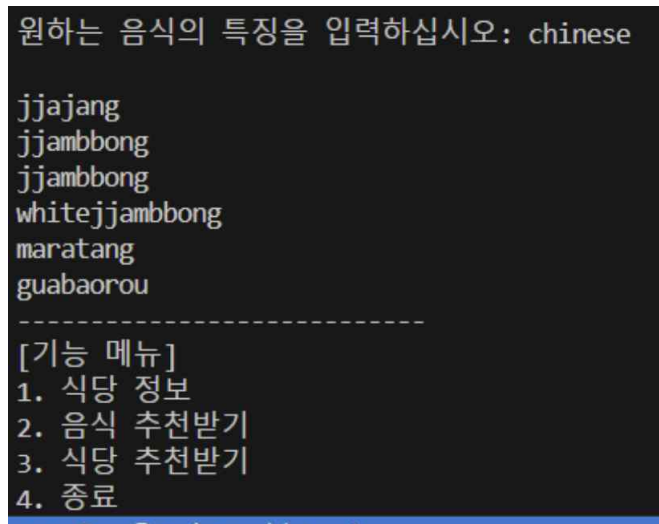 원하는 음식의 특징을 입력하십시오: chinese
jjajang
jjambbong
jjambbong
whitejjambbong
maratang
guabaorou
----------------------------
[기능 메뉴]
1. 식당 정보
2. 음식 추천받기
3. 식당 추천받기
4. 종료